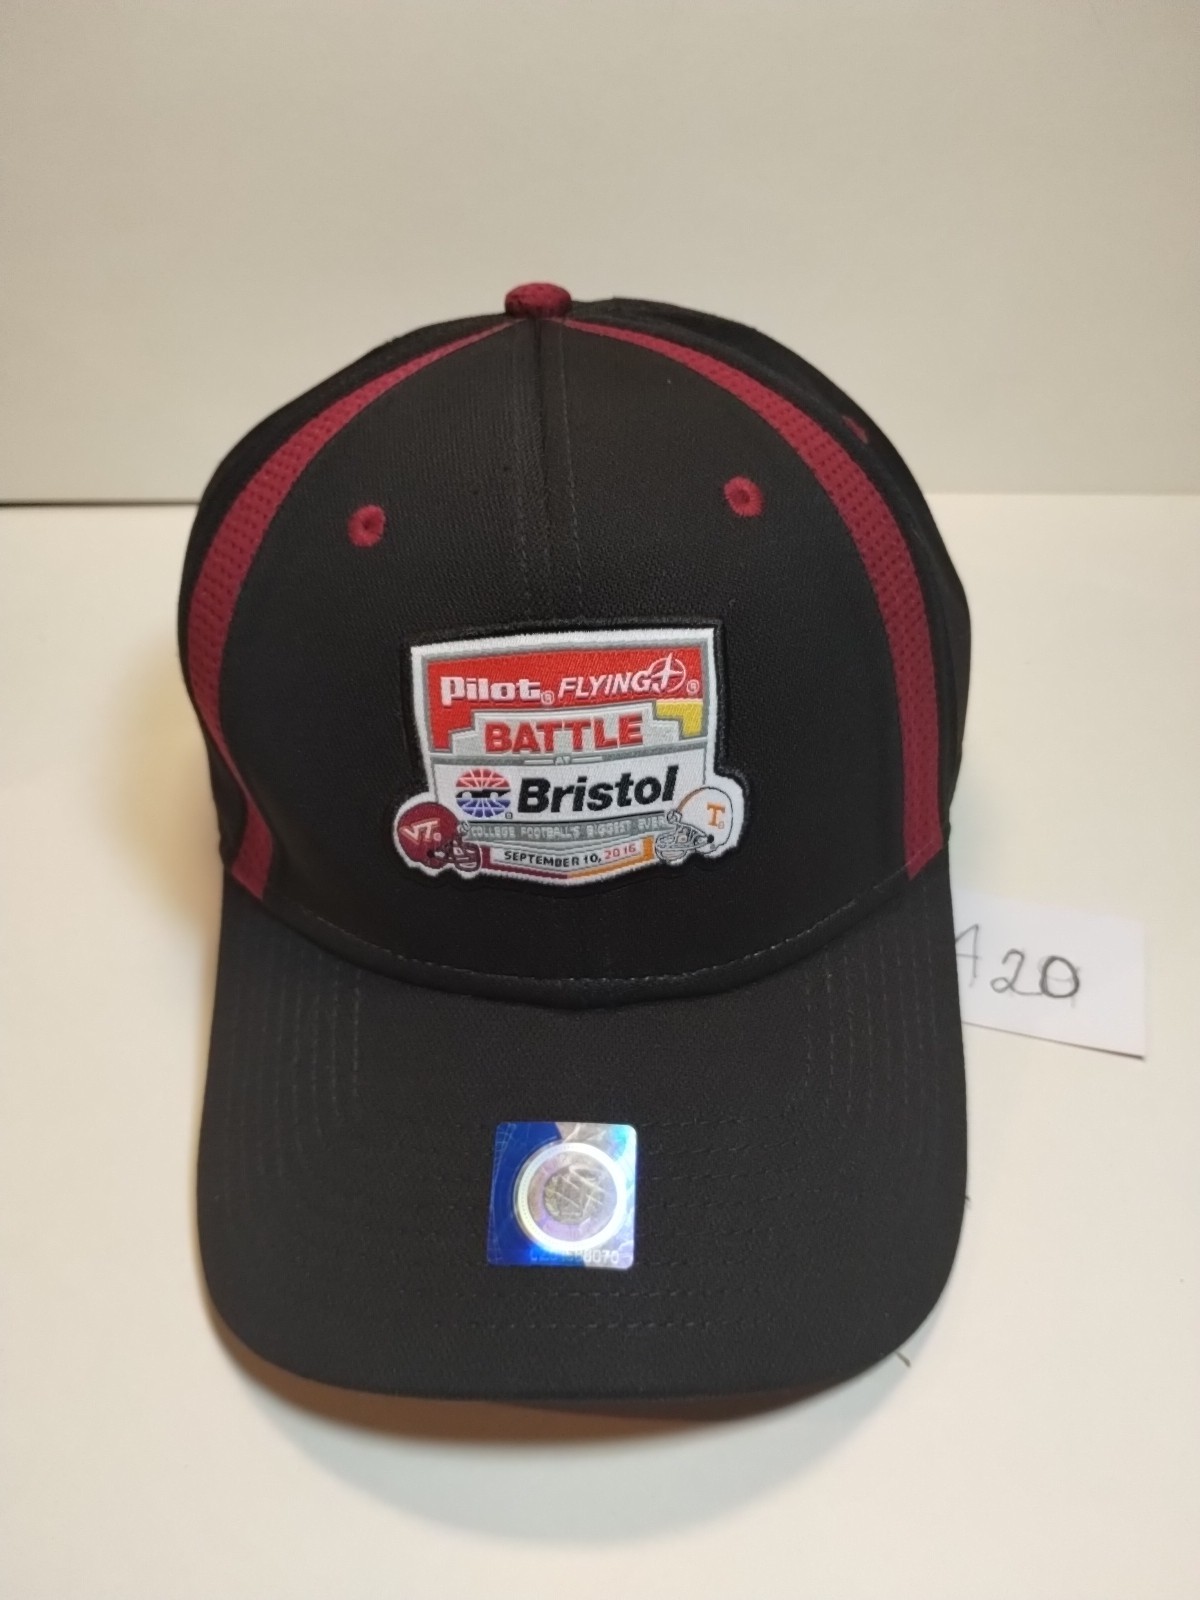 Pilot® FLYING J®
BATTLE
AT
Bristol
VT
T
COLLEGE FOOTBALL'S BIGGEST EVER
SEPTEMBER 10, 2016
A20